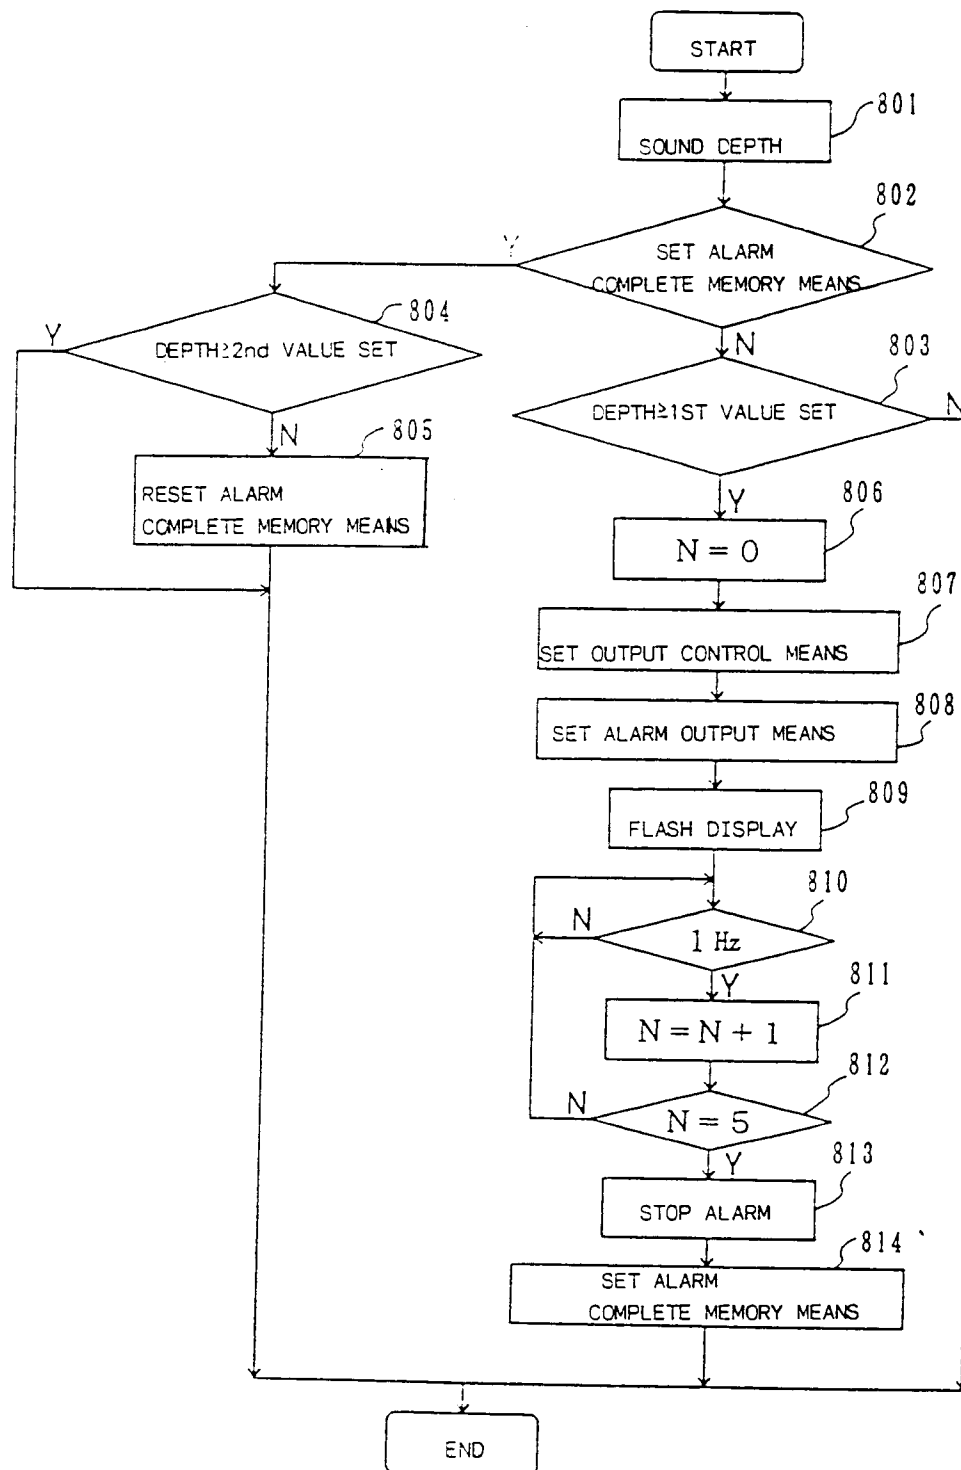 START
801
SOUND DEPTH
802
SET ALARM
COMPLETE MEMORY MEANS
Y
N
804
Y
DEPTH≥2nd VALUE SET
N
803
DEPTH≥1ST VALUE SET
N
Y
805
RESET ALARM
COMPLETE MEMORY MEANS
806
N = 0
807
SET OUTPUT CONTROL MEANS
808
SET ALARM OUTPUT MEANS
809
FLASH DISPLAY
810
N
1 Hz
Y
811
N = N + 1
812
N
N = 5
Y
813
STOP ALARM
814
SET ALARM
COMPLETE MEMORY MEANS
END